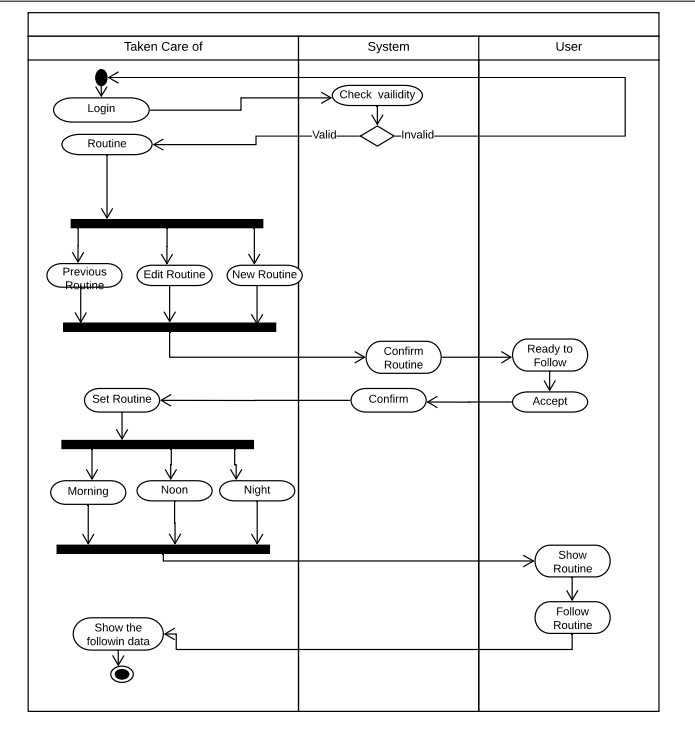 Taken Care of
System
User
Login
Check vailidity
Valid
Invalid
Routine
Previous
Routine
Edit Routine
New Routine
Confirm
Routine
Ready to
Follow
Set Routine
Confirm
Accept
Morning
Noon
Night
Show
Routine
Follow
Routine
Show the
followin data